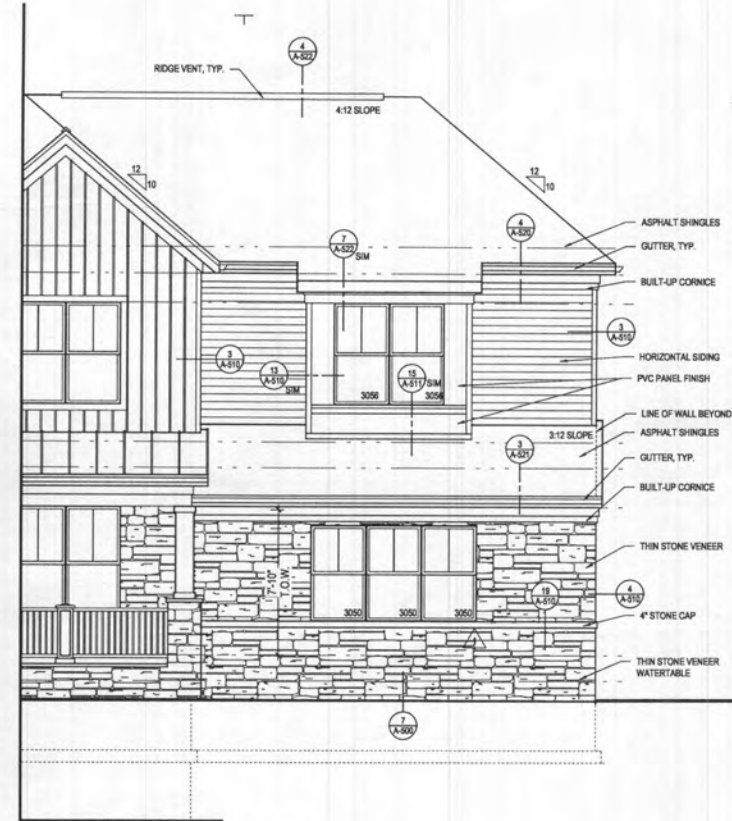 4
A-522
RIDGE VENT, TYP.
4:12 SLOPE
12
10
12
10
ASPHALT SHINGLES
4
A-520
GUTTER, TYP.
7
A-522
SIM
BUILT-UP CORNICE
3
A-510
HORIZONTAL SIDING
3
A-510
13
A-510
SIM
15
A-511
SIM
PVC PANEL FINISH
3056
3056
LINE OF WALL BEYOND
3:12 SLOPE
ASPHALT SHINGLES
3
A-521
GUTTER, TYP.
BUILT-UP CORNICE
THIN STONE VENEER
7'-10"
T.O.W.
4
A-510
19
A-510
3050
3050
3050
4" STONE CAP
THIN STONE VENEER
WATERTABLE
7
A-500